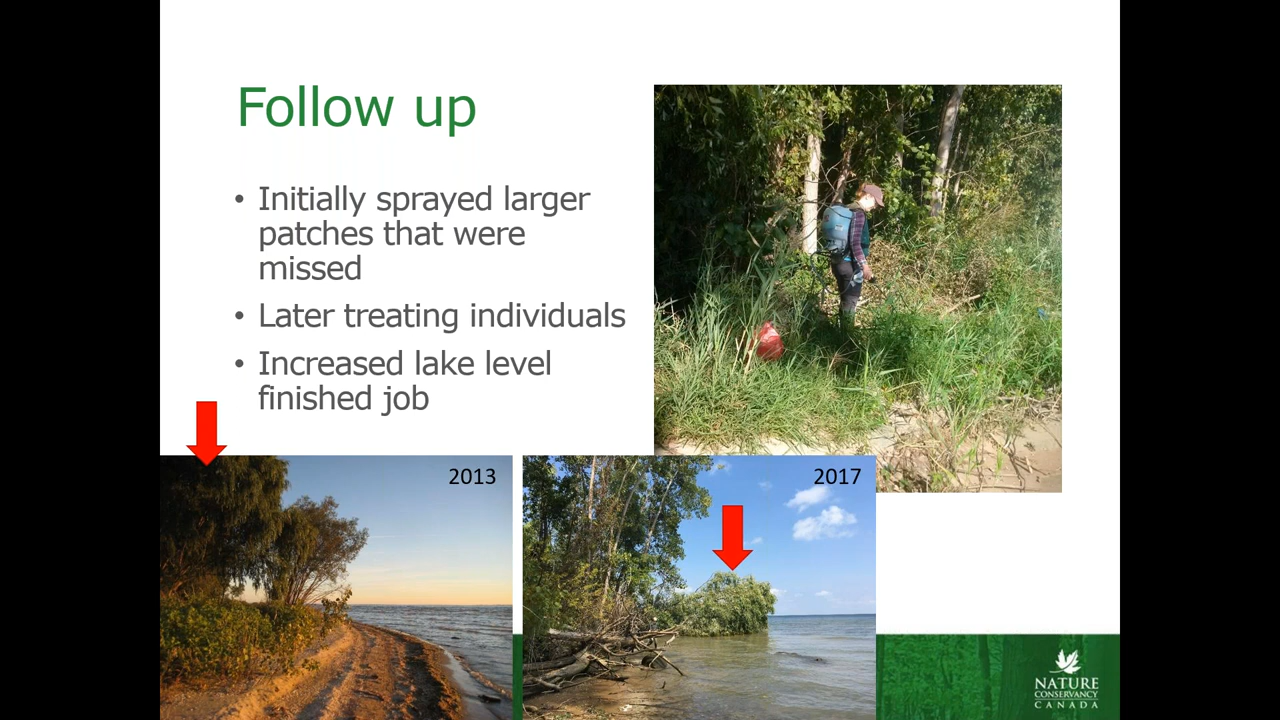 Follow up
• Initially sprayed larger
patches that were
missed
• Later treating individuals
• Increased lake level
finished job
2013
2017
NATURE
CONSERVANCY
CANADA